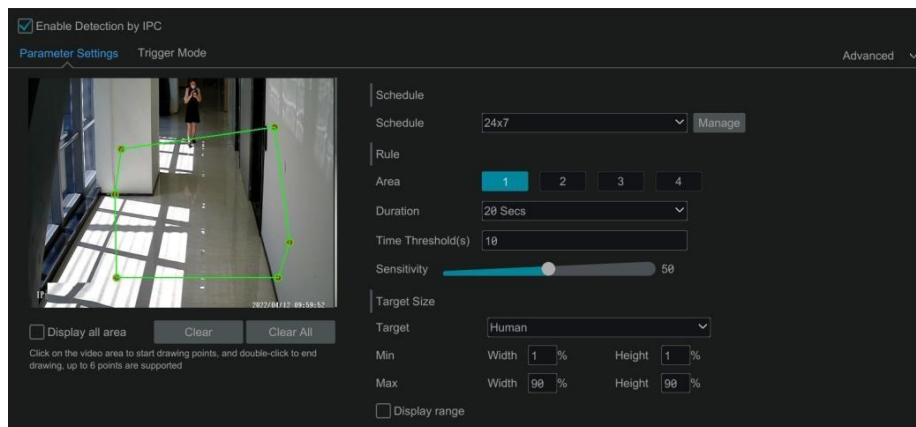 Enable Detection by IPC
Parameter Settings Trigger Mode Advanced
Schedule
Schedule 24x7 Manage
Rule
Area 1 2 3 4
Duration 20 Secs
Time Threshold(s) 10
Sensitivity 50
2022/04/12 09:59:52
Target Size
Display all area Clear Clear All
Click on the video area to start drawing points, and double-click to end
drawing, up to 6 points are supported
Target Human
Min Width 1 % Height 1 %
Max Width 90 % Height 90 %
Display range